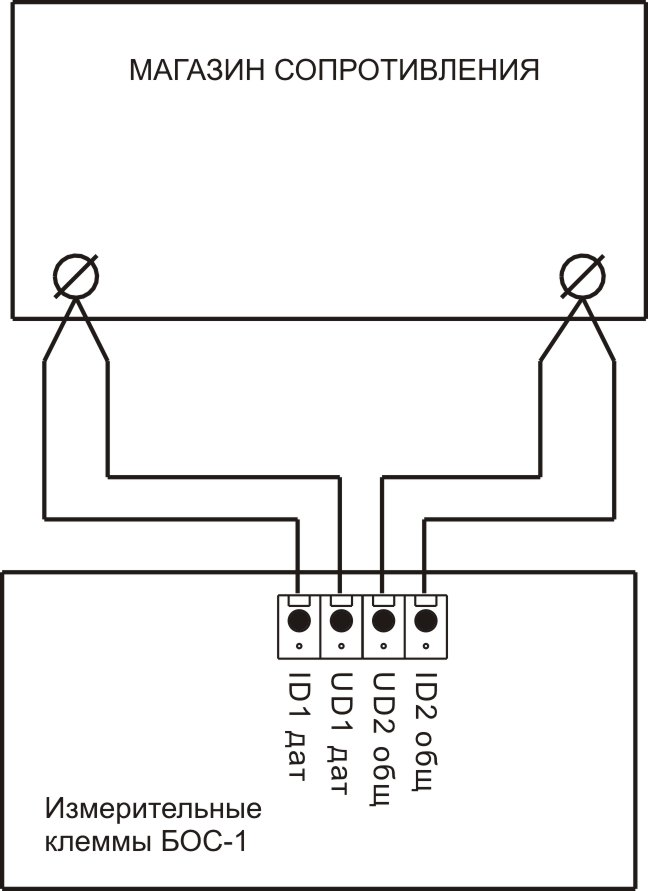 МАГАЗИН СОПРОТИВЛЕНИЯ
ID1 дат
UD1 дат
UD2 общ
ID2 общ
Измерительные
клеммы БОС-1